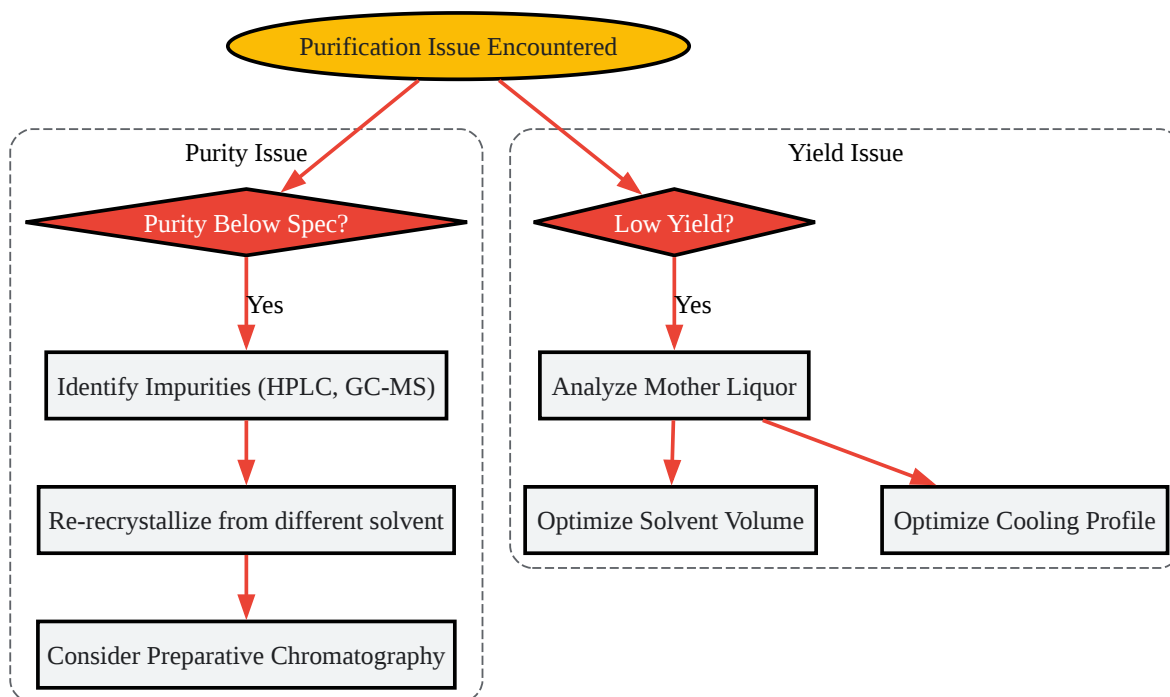 Purification Issue Encountered
Purity Issue
Purity Below Spec?
Yes
Identify Impurities (HPLC, GC-MS)
Re-recrystallize from different solvent
Consider Preparative Chromatography
Yield Issue
Low Yield?
Yes
Analyze Mother Liquor
Optimize Solvent Volume
Optimize Cooling Profile